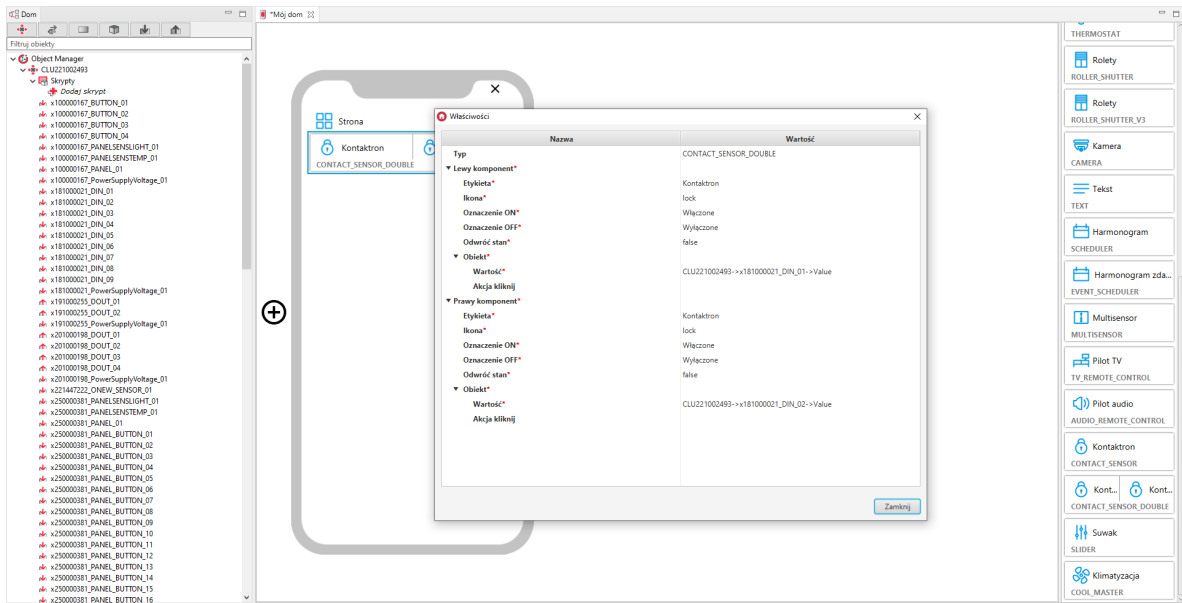 Dom
Filtruj obiekty
Object Manager
CLU221002493
Skrypty
Dodaj skrypt
x100000167_BUTTON_01
x100000167_BUTTON_02
x100000167_BUTTON_03
x100000167_BUTTON_04
x100000167_PANELSENSLIGHT_01
x100000167_PANELSENSTEMP_01
x100000167_PANEL_01
x100000167_PowerSupplyVoltage_01
x181000021_DIN_01
x181000021_DIN_02
x181000021_DIN_03
x181000021_DIN_04
x181000021_DIN_05
x181000021_DIN_06
x181000021_DIN_07
x181000021_DIN_08
x181000021_DIN_09
x181000021_PowerSupplyVoltage_01
x191000255_DOUT_01
x191000255_DOUT_02
x191000255_PowerSupplyVoltage_01
x201000198_DOUT_01
x201000198_DOUT_02
x201000198_DOUT_03
x201000198_DOUT_04
x201000198_PowerSupplyVoltage_01
x221447222_ONEW_SENSOR_01
x250000381_PANELSENSLIGHT_01
x250000381_PANELSENSTEMP_01
x250000381_PANEL_01
x250000381_PANEL_BUTTON_01
x250000381_PANEL_BUTTON_02
x250000381_PANEL_BUTTON_03
x250000381_PANEL_BUTTON_04
x250000381_PANEL_BUTTON_05
x250000381_PANEL_BUTTON_06
x250000381_PANEL_BUTTON_07
x250000381_PANEL_BUTTON_08
x250000381_PANEL_BUTTON_09
x250000381_PANEL_BUTTON_10
x250000381_PANEL_BUTTON_11
x250000381_PANEL_BUTTON_12
x250000381_PANEL_BUTTON_13
x250000381_PANEL_BUTTON_14
x250000381_PANEL_BUTTON_15
x250000381_PANEL_BUTTON_16
*Mój dom
Strona
Kontaktron
CONTACT_SENSOR_DOUBLE
Właściwości
Nazwa Wartość
Typ CONTACT_SENSOR_DOUBLE
Lewy komponent*
Etykieta* Kontaktron
Ikona* lock
Oznaczenie ON* Włączone
Oznaczenie OFF* Wyłączone
Odwróć stan* false
Obiekt*
Wartość* CLU221002493->x181000021_DIN_01->Value
Akcja kliknij
Prawy komponent*
Etykieta* Kontaktron
Ikona* lock
Oznaczenie ON* Włączone
Oznaczenie OFF* Wyłączone
Odwróć stan* false
Obiekt*
Wartość* CLU221002493->x181000021_DIN_02->Value
Akcja kliknij
Zamknij
THERMOSTAT
Rolety
ROLLER_SHUTTER
Rolety
ROLLER_SHUTTER_V3
Kamera
CAMERA
Tekst
TEXT
Harmonogram
SCHEDULER
Harmonogram zda...
EVENT_SCHEDULER
Multisensor
MULTISENSOR
Pilot TV
TV_REMOTE_CONTROL
Pilot audio
AUDIO_REMOTE_CONTROL
Kontaktron
CONTACT_SENSOR
Kont... Kont...
CONTACT_SENSOR_DOUBLE
Suwak
SLIDER
Klimatyzacja
COOL_MASTER